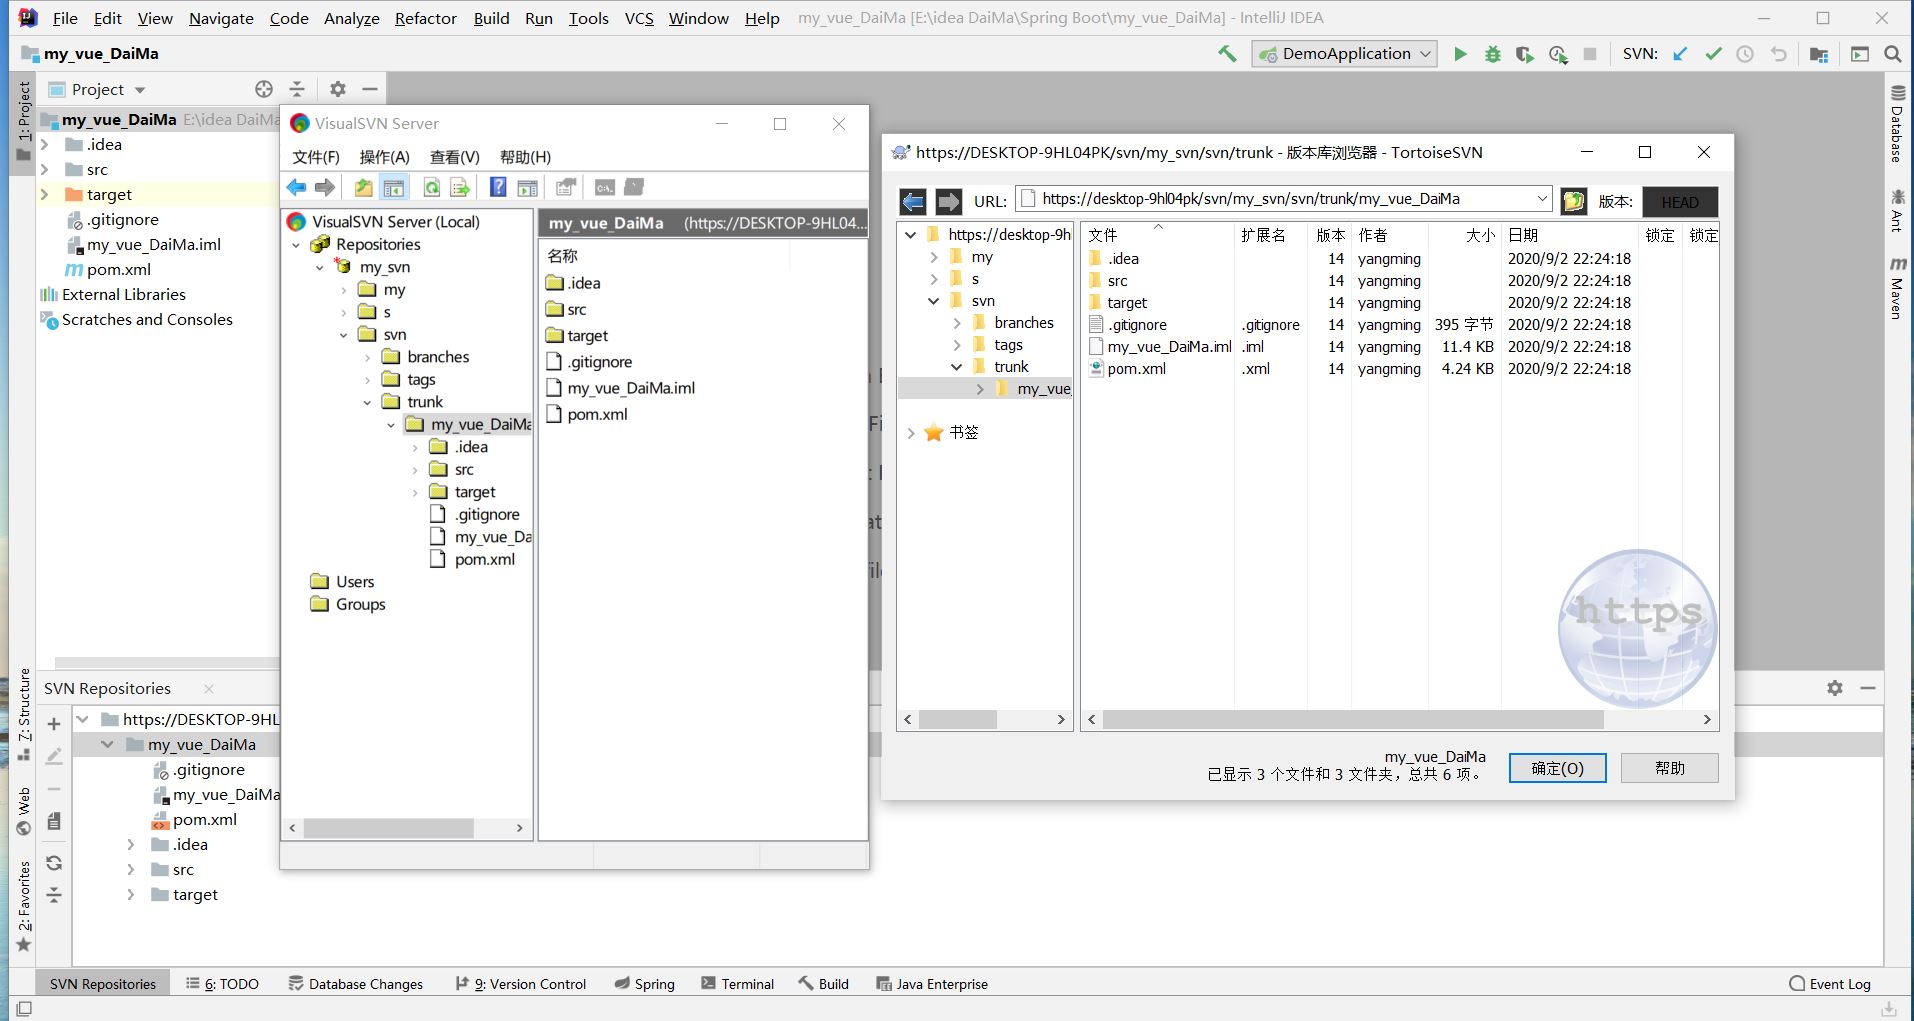 File Edit View Navigate Code Analyze Refactor Build Run Tools VCS Window Help my_vue_DaiMa [E:\idea DaiMa\Spring Boot\my_vue_DaiMa] - IntelliJ IDEA
my_vue_DaiMa
DemoApplication
SVN:
1: Project
Project
my_vue_DaiMa E:\idea DaiMa
.idea
src
target
.gitignore
my_vue_DaiMa.iml
pom.xml
External Libraries
Scratches and Consoles
VisualSVN Server
文件(F) 操作(A) 查看(V) 帮助(H)
VisualSVN Server (Local)
Repositories
my_svn
my
s
svn
branches
tags
trunk
my_vue_DaiMa
.idea
src
target
.gitignore
my_vue_Da
pom.xml
Users
Groups
my_vue_DaiMa (https://DESKTOP-9HL04...
名称
.idea
src
target
.gitignore
my_vue_DaiMa.iml
pom.xml
https://DESKTOP-9HL04PK/svn/my_svn/svn/trunk - 版本库浏览器 - TortoiseSVN
URL: https://desktop-9hl04pk/svn/my_svn/svn/trunk/my_vue_DaiMa 版本: HEAD
https://desktop-9hl
my
s
svn
branches
tags
trunk
my_vue_
书签
文件 扩展名 版本 作者 大小 日期 锁定 锁定
.idea 14 yangming 2020/9/2 22:24:18
src 14 yangming 2020/9/2 22:24:18
target 14 yangming 2020/9/2 22:24:18
.gitignore .gitignore 14 yangming 395 字节 2020/9/2 22:24:18
my_vue_DaiMa.iml .iml 14 yangming 11.4 KB 2020/9/2 22:24:18
pom.xml .xml 14 yangming 4.24 KB 2020/9/2 22:24:18
https
my_vue_DaiMa
已显示 3 个文件和 3 文件夹，总共 6 项。
确定(O) 帮助
Database
Ant
Maven
Z: Structure
Web
2: Favorites
SVN Repositories
https://DESKTOP-9HL
my_vue_DaiMa
.gitignore
my_vue_DaiMa
pom.xml
.idea
src
target
SVN Repositories 6: TODO Database Changes 9: Version Control Spring Terminal Build Java Enterprise Event Log